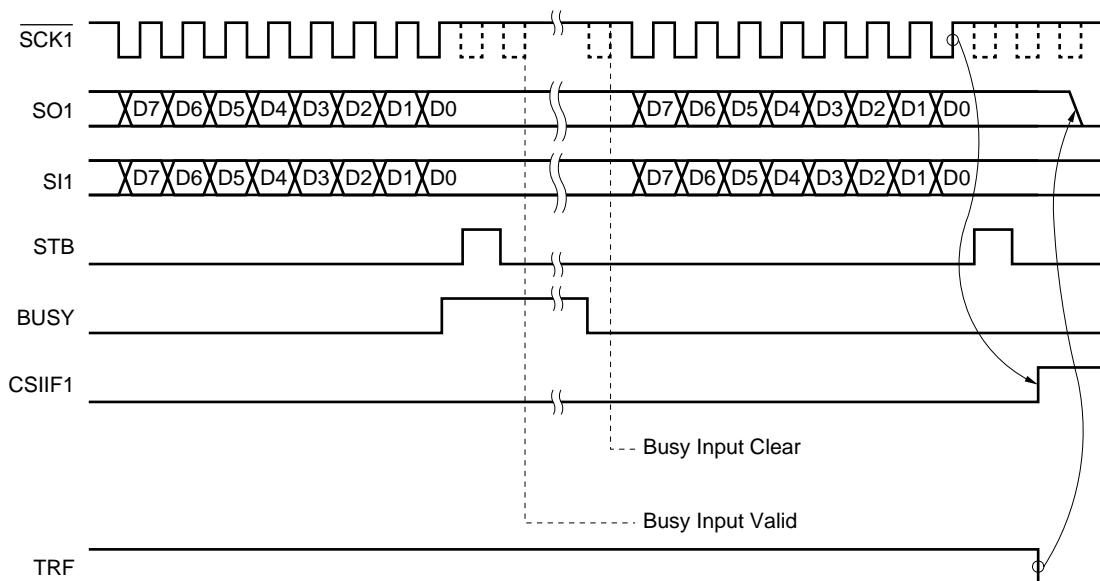 SCK1
SO1 D7 D6 D5 D4 D3 D2 D1 D0 D7 D6 D5 D4 D3 D2 D1 D0
SI1 D7 D6 D5 D4 D3 D2 D1 D0 D7 D6 D5 D4 D3 D2 D1 D0
STB
BUSY
CSIIF1
Busy Input Clear
Busy Input Valid
TRF